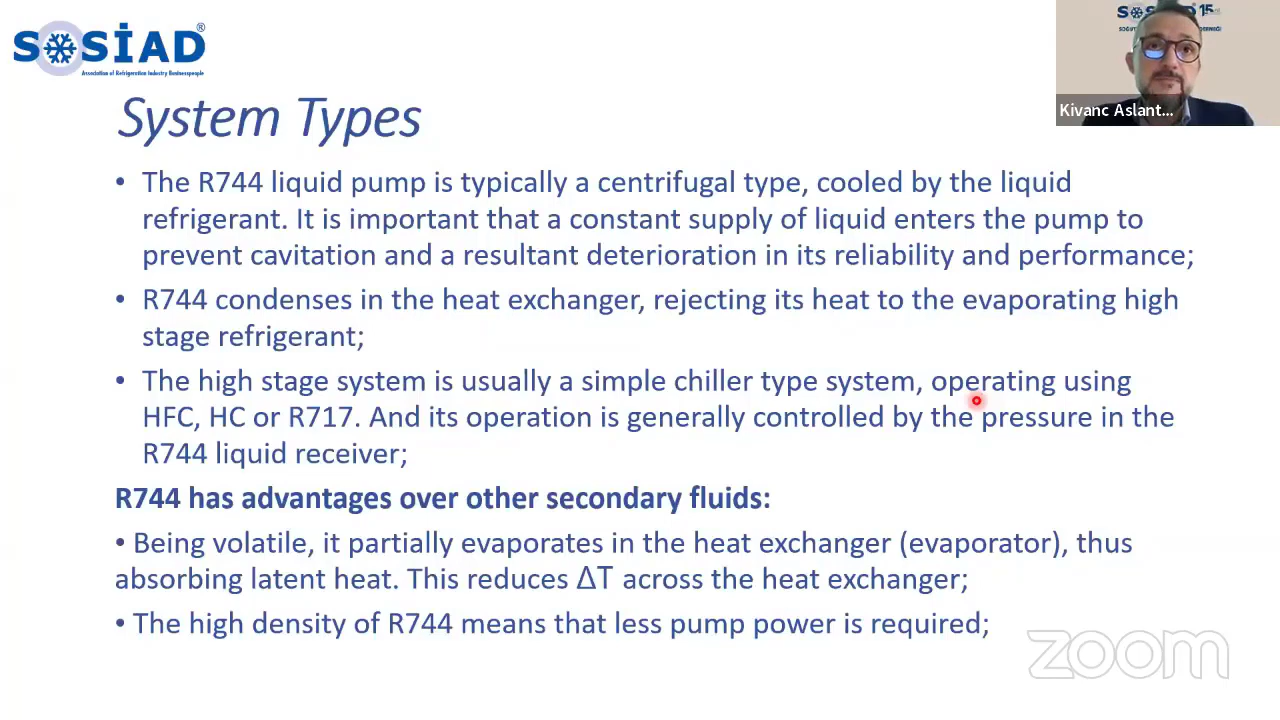 SOSİAD®
Association of Refrigeration Industry Businesspeople
System Types
• The R744 liquid pump is typically a centrifugal type, cooled by the liquid
refrigerant. It is important that a constant supply of liquid enters the pump to
prevent cavitation and a resultant deterioration in its reliability and performance;
• R744 condenses in the heat exchanger, rejecting its heat to the evaporating high
stage refrigerant;
• The high stage system is usually a simple chiller type system, operating using
HFC, HC or R717. And its operation is generally controlled by the pressure in the
R744 liquid receiver;
R744 has advantages over other secondary fluids:
• Being volatile, it partially evaporates in the heat exchanger (evaporator), thus
absorbing latent heat. This reduces ΔT across the heat exchanger;
• The high density of R744 means that less pump power is required;
Kivanc Aslant...
zoom